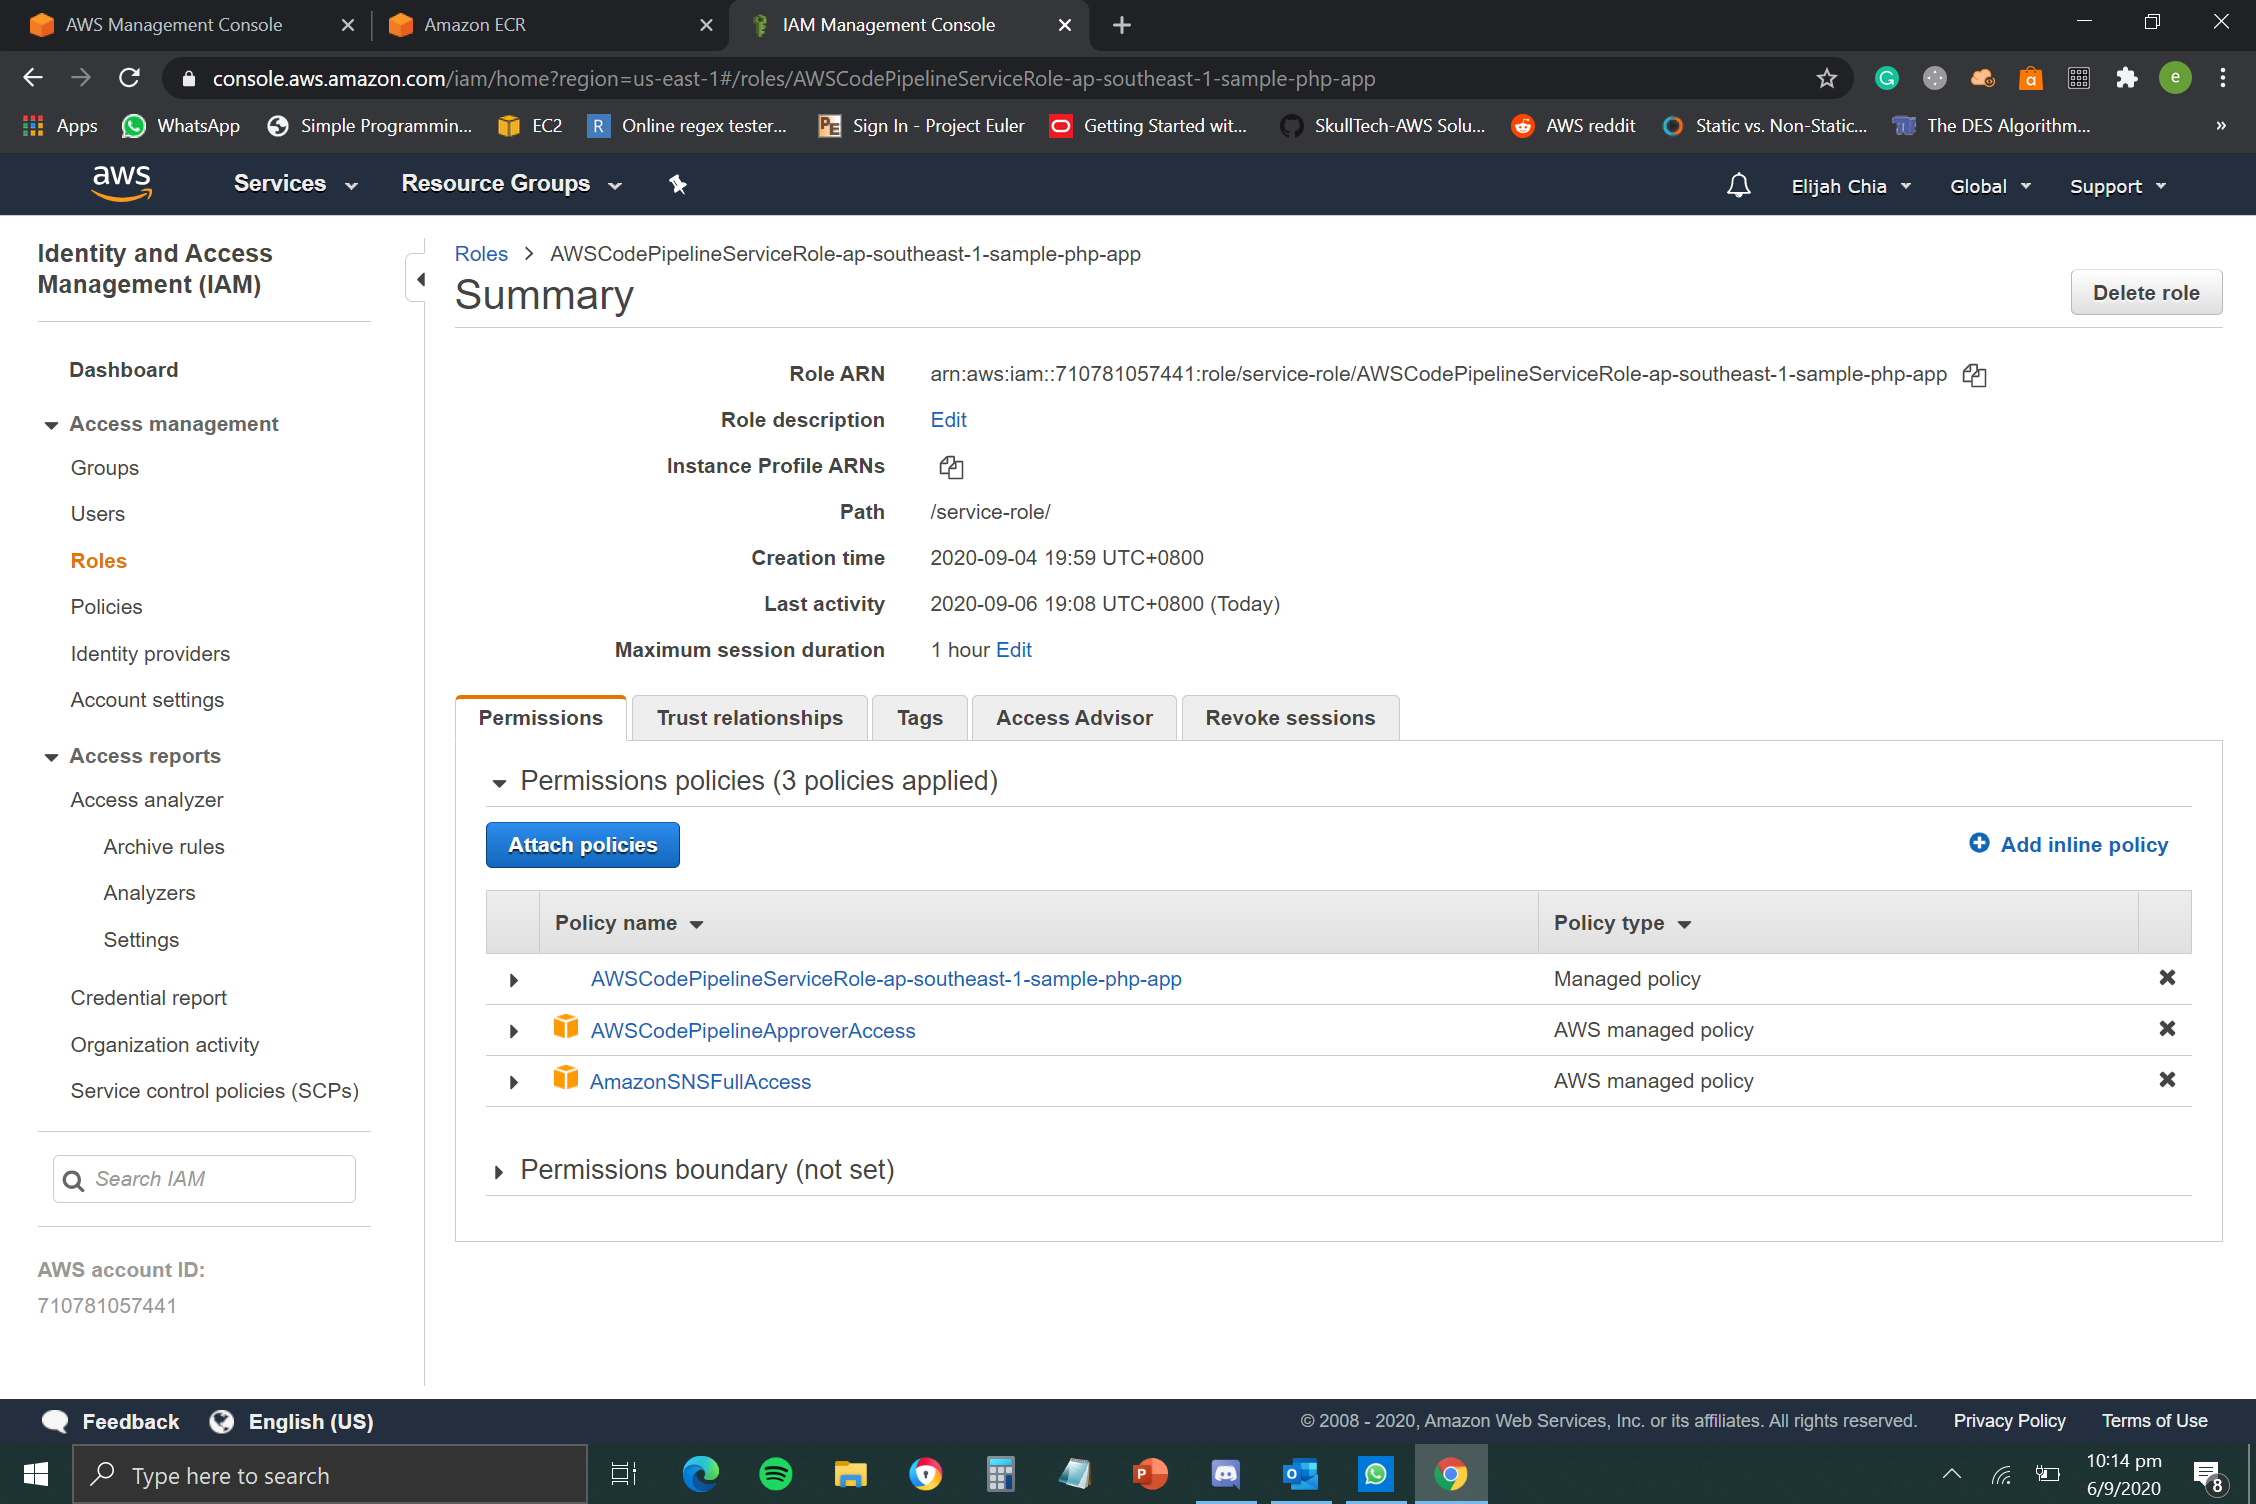 AWS Management Console
Amazon ECR
IAM Management Console
console.aws.amazon.com/iam/home?region=us-east-1#/roles/AWSCodePipelineServiceRole-ap-southeast-1-sample-php-app
G
a
e
Apps
WhatsApp
Simple Programmin...
EC2
R
Online regex tester...
PE
Sign In - Project Euler
Getting Started wit...
SkullTech-AWS Solu...
AWS reddit
Static vs. Non-Static...
The DES Algorithm...
»
aws
Services
Resource Groups
Elijah Chia
Global
Support
Identity and Access
Management (IAM)
Dashboard
Access management
Groups
Users
Roles
Policies
Identity providers
Account settings
Access reports
Access analyzer
Archive rules
Analyzers
Settings
Credential report
Organization activity
Service control policies (SCPs)
Search IAM
AWS account ID:
710781057441
Roles > AWSCodePipelineServiceRole-ap-southeast-1-sample-php-app
Summary
Delete role
Role ARN arn:aws:iam::710781057441:role/service-role/AWSCodePipelineServiceRole-ap-southeast-1-sample-php-app
Role description Edit
Instance Profile ARNs
Path /service-role/
Creation time 2020-09-04 19:59 UTC+0800
Last activity 2020-09-06 19:08 UTC+0800 (Today)
Maximum session duration 1 hour Edit
Permissions
Trust relationships
Tags
Access Advisor
Revoke sessions
Permissions policies (3 policies applied)
Attach policies
Add inline policy
Policy name Policy type
AWSCodePipelineServiceRole-ap-southeast-1-sample-php-app Managed policy
AWSCodePipelineApproverAccess AWS managed policy
AmazonSNSFullAccess AWS managed policy
Permissions boundary (not set)
Feedback
English (US)
© 2008 - 2020, Amazon Web Services, Inc. or its affiliates. All rights reserved.
Privacy Policy
Terms of Use
Type here to search
10:14 pm
6/9/2020
8